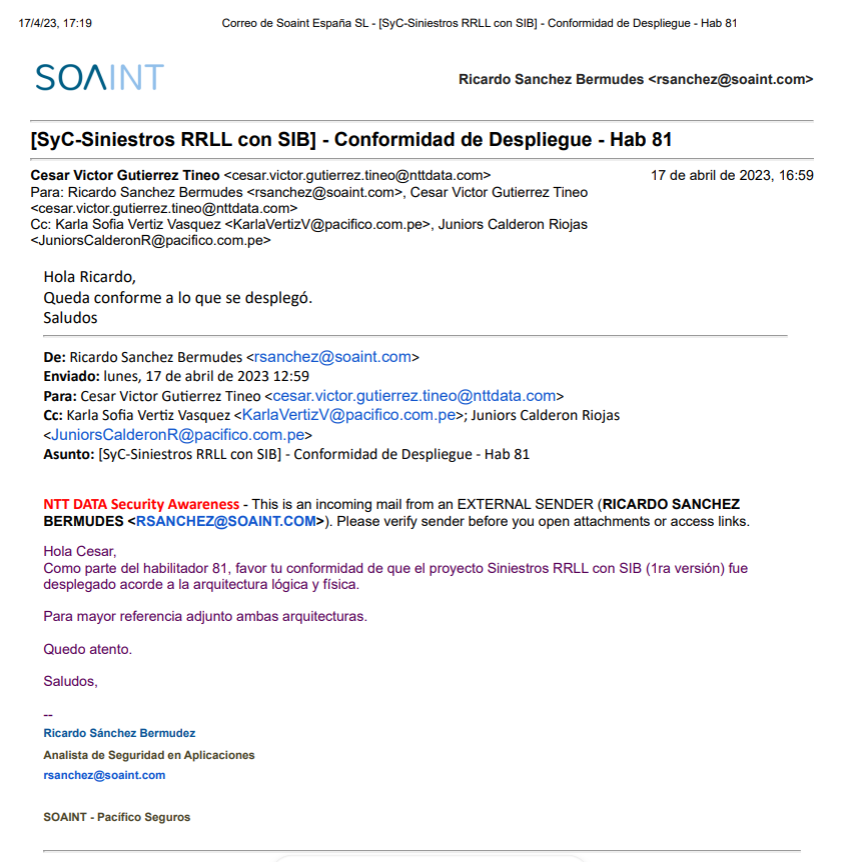 17/4/23, 17:19 Correo de Soaint España SL - [SyC-Siniestros RRLL con SIB] - Conformidad de Despliegue - Hab 81
SOAINT
Ricardo Sanchez Bermudes <rsanchez@soaint.com>
[SyC-Siniestros RRLL con SIB] - Conformidad de Despliegue - Hab 81
Cesar Victor Gutierrez Tineo <cesar.victor.gutierrez.tineo@nttdata.com> 17 de abril de 2023, 16:59
Para: Ricardo Sanchez Bermudes <rsanchez@soaint.com>, Cesar Victor Gutierrez Tineo
<cesar.victor.gutierrez.tineo@nttdata.com>
Cc: Karla Sofia Vertiz Vasquez <KarlaVertizV@pacifico.com.pe>, Juniors Calderon Riojas
<JuniorsCalderonR@pacifico.com.pe>
Hola Ricardo,
Queda conforme a lo que se desplegó.
Saludos
De: Ricardo Sanchez Bermudes <rsanchez@soaint.com>
Enviado: lunes, 17 de abril de 2023 12:59
Para: Cesar Victor Gutierrez Tineo <cesar.victor.gutierrez.tineo@nttdata.com>
Cc: Karla Sofia Vertiz Vasquez <KarlaVertizV@pacifico.com.pe>; Juniors Calderon Riojas
<JuniorsCalderonR@pacifico.com.pe>
Asunto: [SyC-Siniestros RRLL con SIB] - Conformidad de Despliegue - Hab 81
NTT DATA Security Awareness - This is an incoming mail from an EXTERNAL SENDER (RICARDO SANCHEZ
BERMUDES <RSANCHEZ@SOAINT.COM>). Please verify sender before you open attachments or access links.
Hola Cesar,
Como parte del habilitador 81, favor tu conformidad de que el proyecto Siniestros RRLL con SIB (1ra versión) fue
desplegado acorde a la arquitectura lógica y física.
Para mayor referencia adjunto ambas arquitecturas.
Quedo atento.
Saludos,
--
Ricardo Sánchez Bermudez
Analista de Seguridad en Aplicaciones
rsanchez@soaint.com
SOAINT - Pacífico Seguros